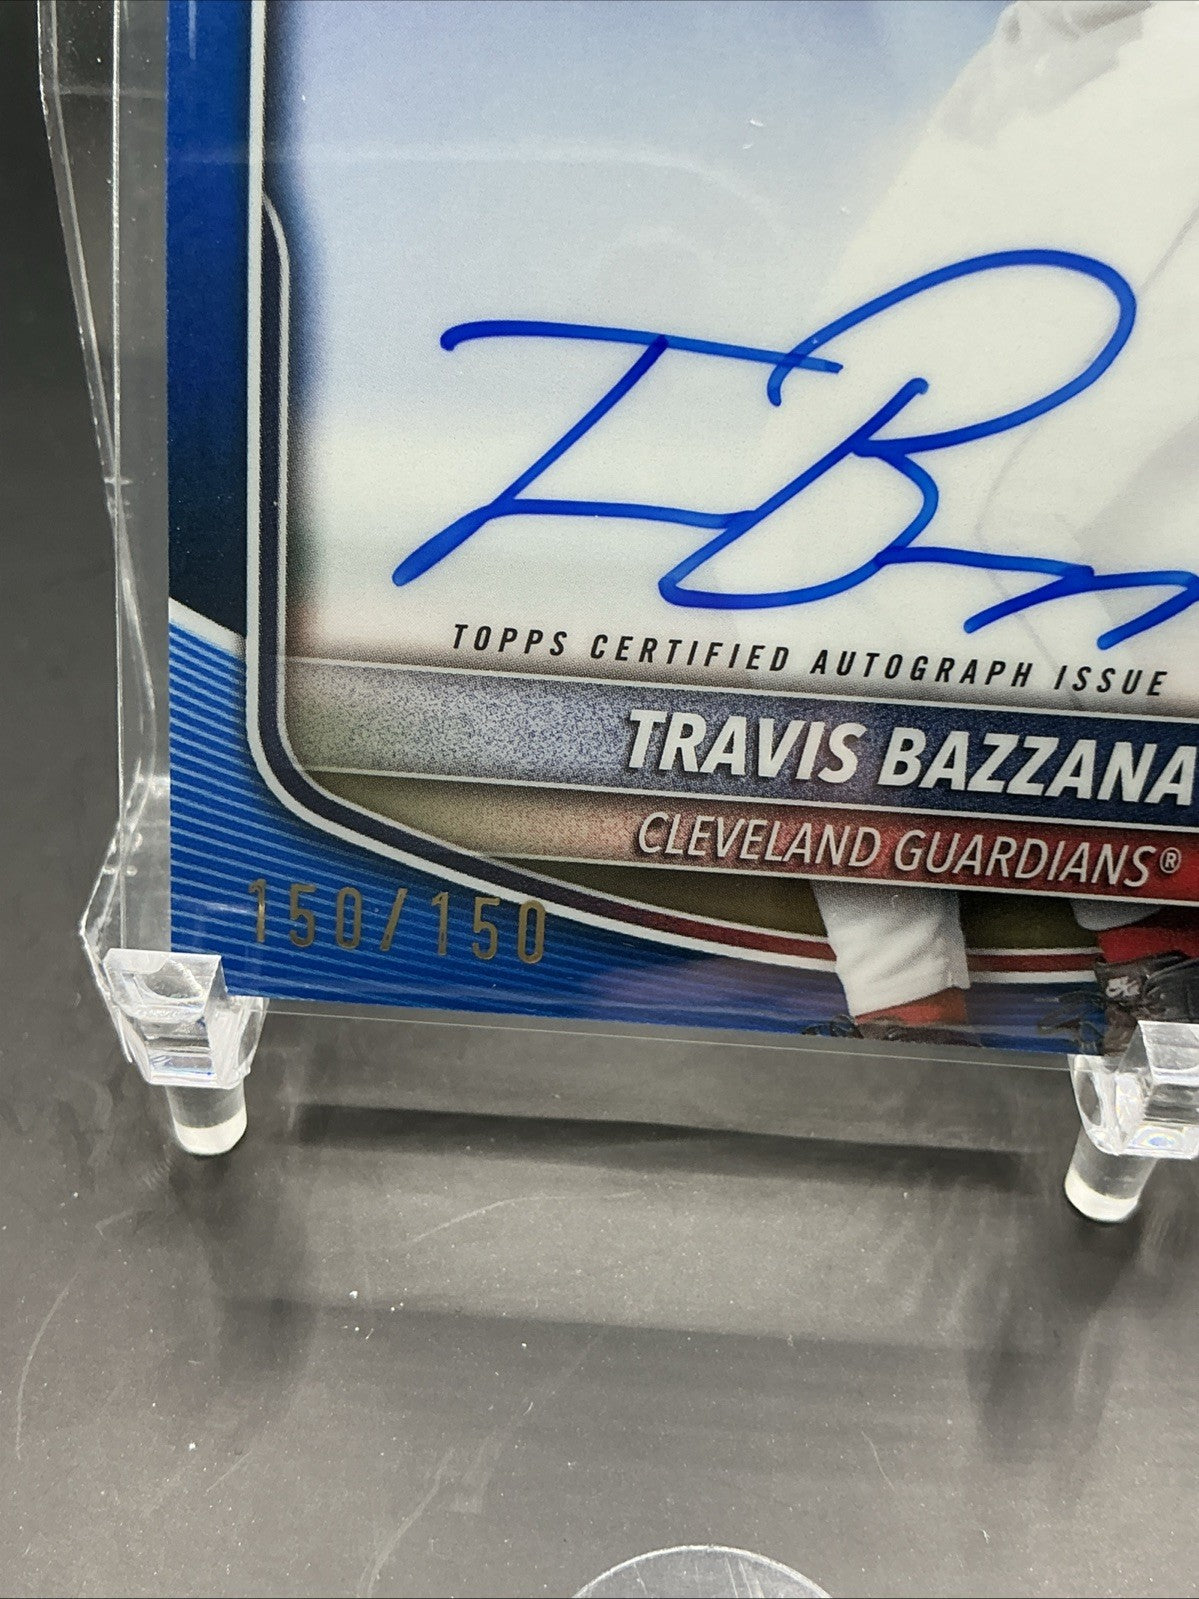 TOPPS CERTIFIED AUTOGRAPH ISSUE
TRAVIS BAZZANA
CLEVELAND GUARDIANS®
150/150